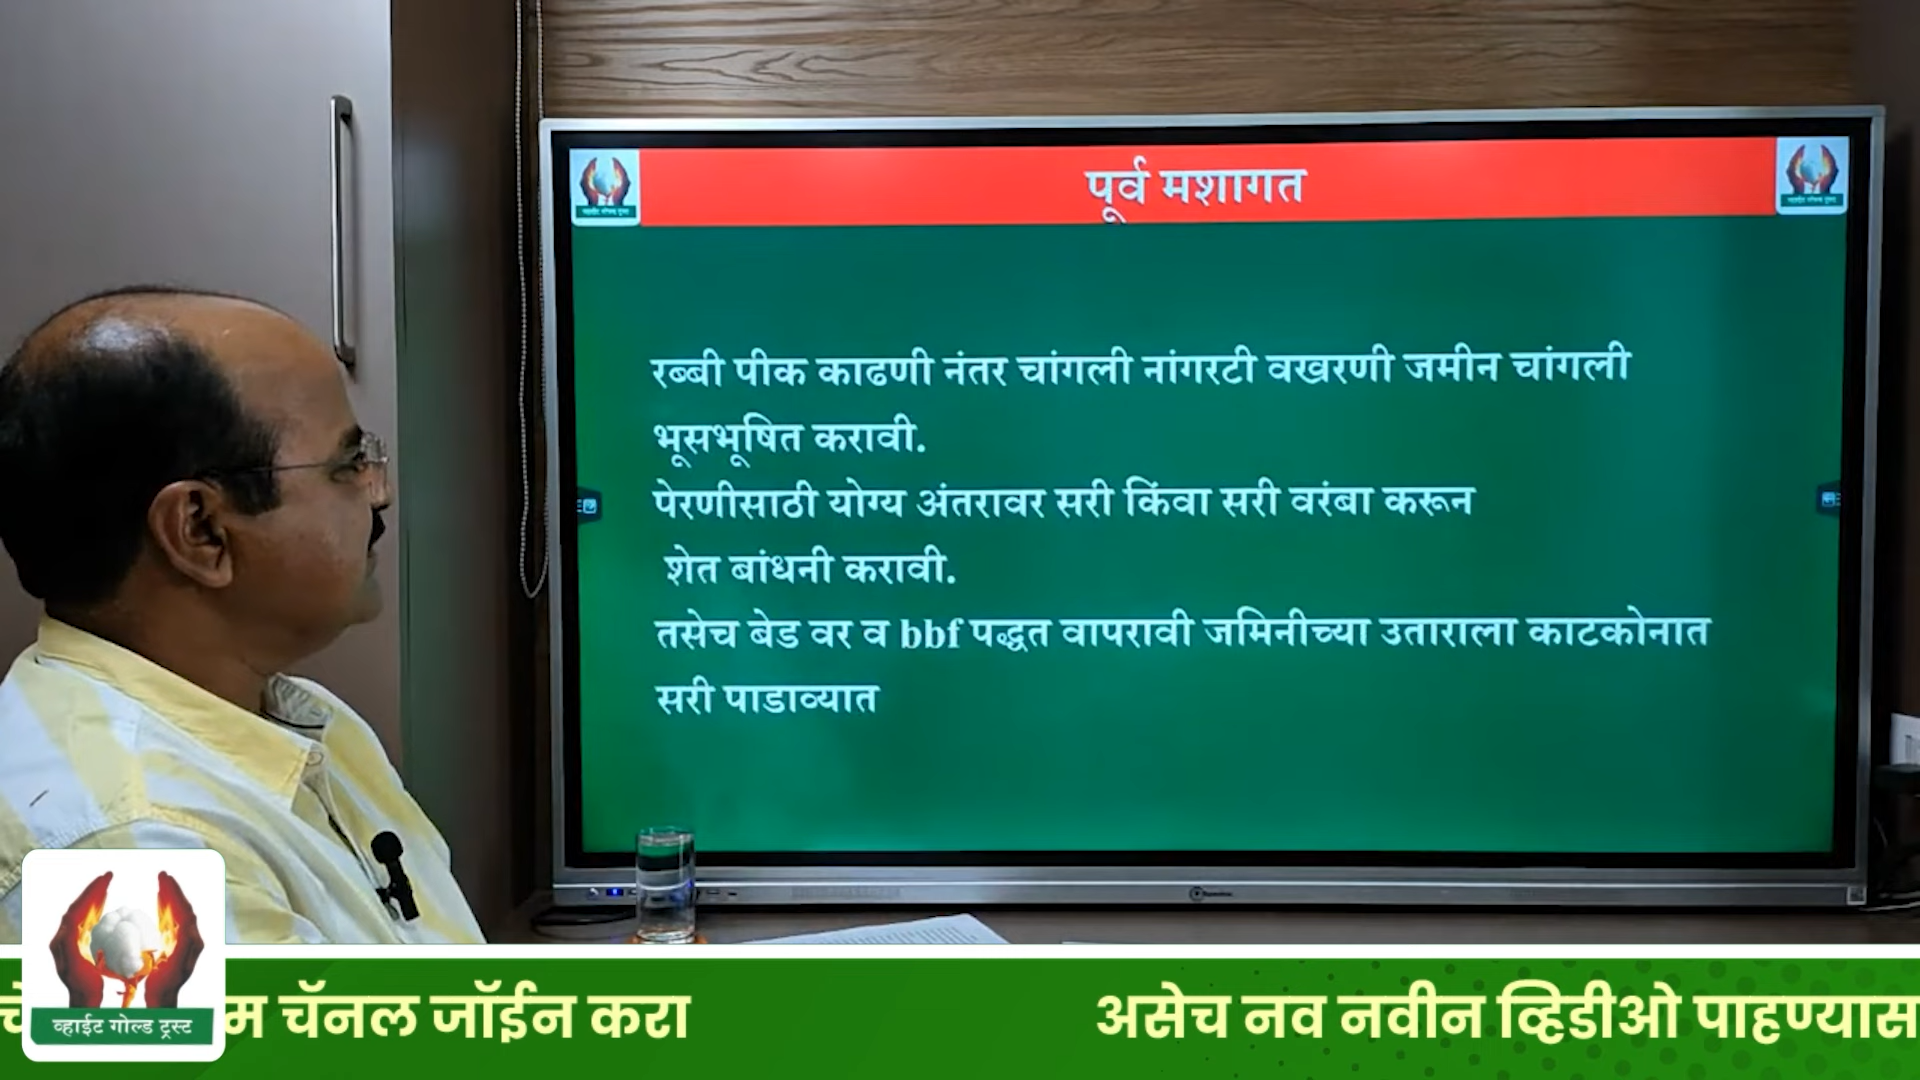 पूर्व मशागत
रब्बी पीक काढणी नंतर चांगली नांगरटी वखरणी जमीन चांगली
भूसभूषित करावी.
पेरणीसाठी योग्य अंतरावर सरी किंवा सरी वरंबा करून
शेत बांधनी करावी.
तसेच बेड वर व bbf पद्धत वापरावी जमिनीच्या उताराला काटकोनात
सरी पाडाव्यात
व्हाईट गोल्ड ट्रस्ट
म चॅनल जॉईन करा असेच नव नवीन व्हिडीओ पाहण्यास